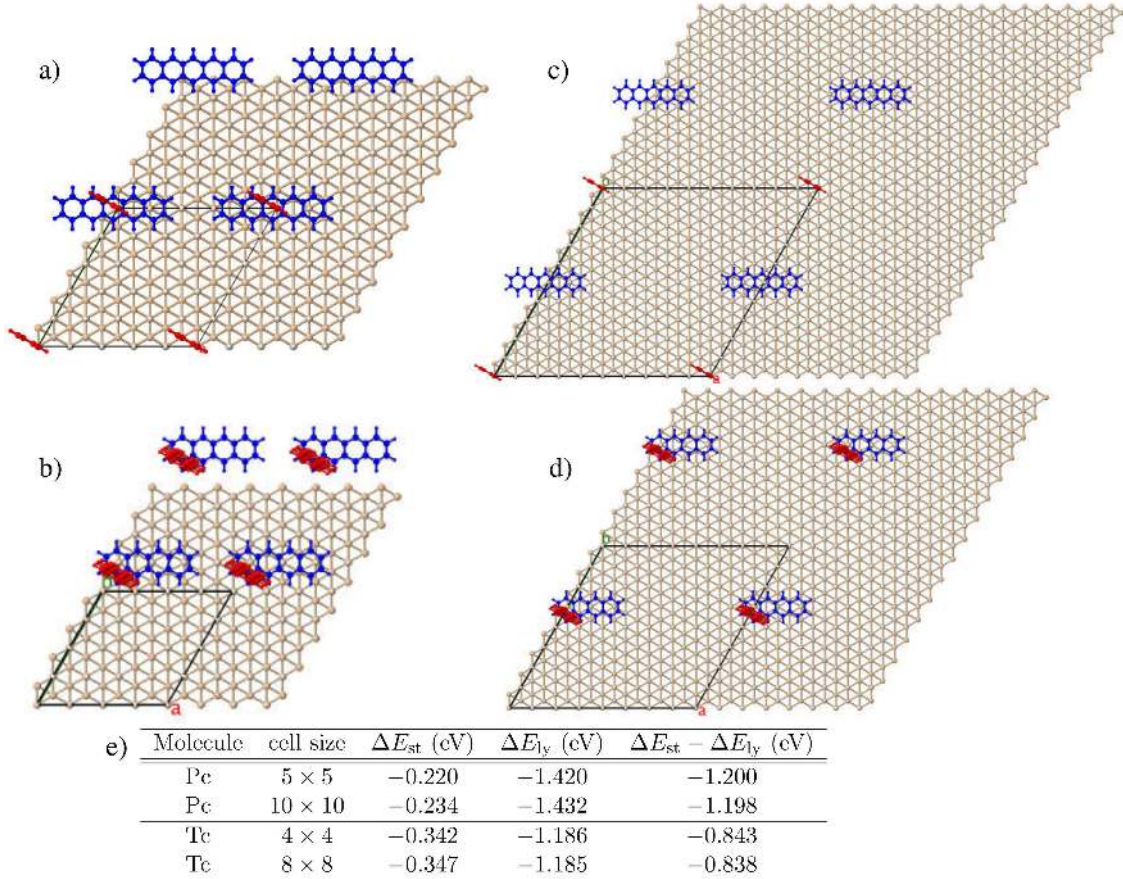 a)
c)
b
a
b)
d)
b
a
a
e)
Molecule cell size ΔE_st (eV) ΔE_ly (eV) ΔE_st − ΔE_ly (eV)
Pc 5 × 5 −0.220 −1.420 −1.200
Pc 10 × 10 −0.234 −1.432 −1.198
Tc 4 × 4 −0.342 −1.186 −0.843
Tc 8 × 8 −0.347 −1.185 −0.838